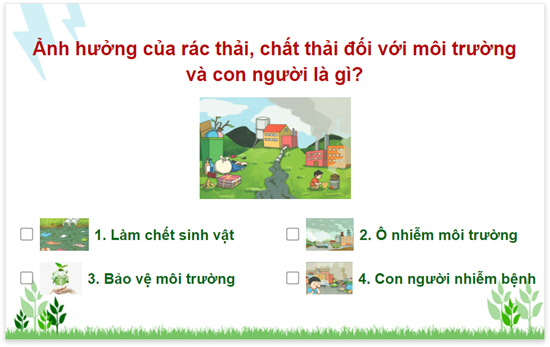 Ảnh hưởng của rác thải, chất thải đối với môi trường
và con người là gì?
1. Làm chết sinh vật
2. Ô nhiễm môi trường
3. Bảo vệ môi trường
4. Con người nhiễm bệnh